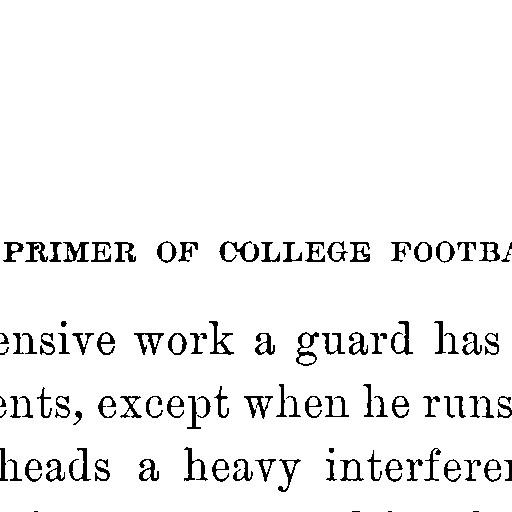 PRIMER OF COLLEGE FOOTBA
ensive work a guard has
ents, except when he runs
heads a heavy interferen